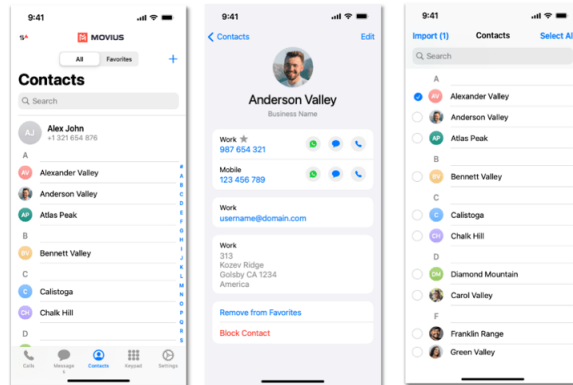 9:41
MOVIUS
All Favorites +
Contacts
Search
AJ Alex John
+1 321 654 876
A
AV Alexander Valley
Anderson Valley
AP Atlas Peak
B
BV Bennett Valley
C
C Calistoga
CH Chalk Hill
D
Calls Message s Contacts Keypad Settings
9:41
Contacts Edit
Anderson Valley
Business Name
Work
987 654 321
Mobile
123 456 789
Work
username@domain.com
Work
313
Kozev Ridge
Golsby CA 1234
America
Remove from Favorites
Block Contact
9:41
Import (1) Contacts Select Al
Search
A
AV Alexander Valley
Anderson Valley
AP Atlas Peak
B
BV Bennett Valley
C
C Calistoga
CH Chalk Hill
D
DM Diamond Mountain
Carol Valley
F
Franklin Range
Green Valley